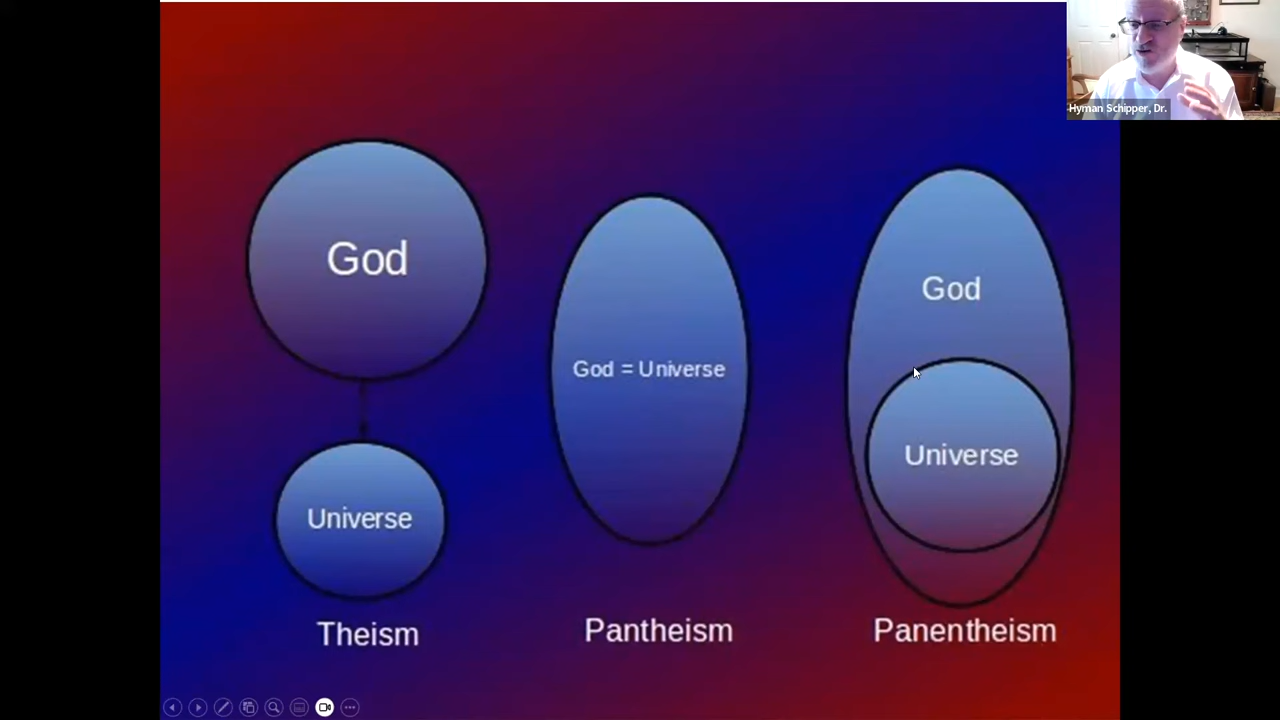 Hyman Schipper, Dr.
God
God
God = Universe
Universe
Universe
Theism
Pantheism
Panentheism